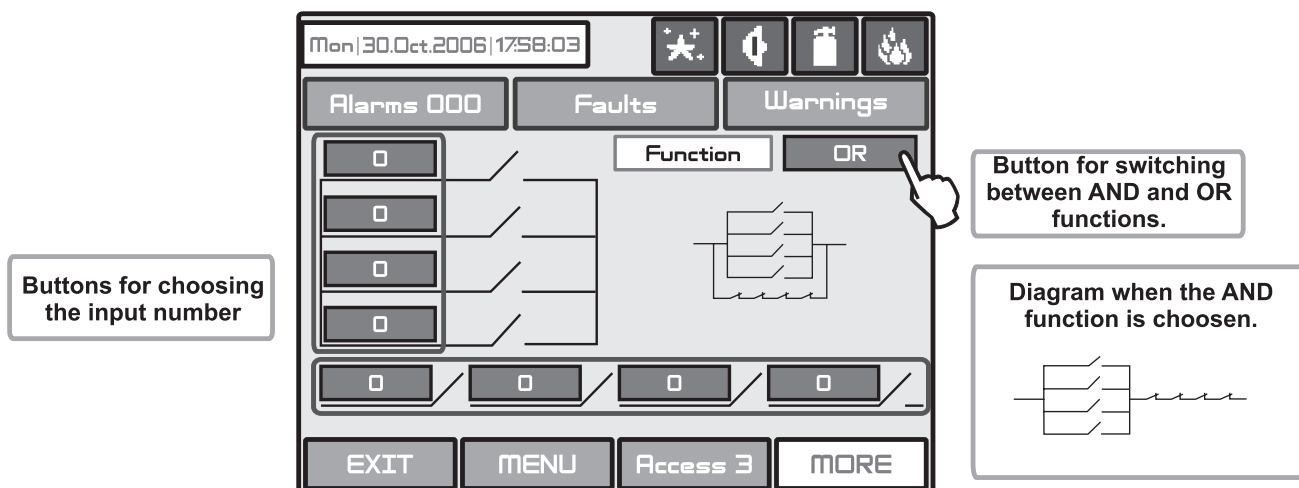 Mon|30.Oct.2006|17:58:03
Alarms 000
Faults
Warnings
0
0
0
0
Function
OR
0
0
0
0
EXIT
MENU
Access 3
MORE
Buttons for choosing
the input number
Button for switching
between AND and OR
functions.
Diagram when the AND
function is choosen.